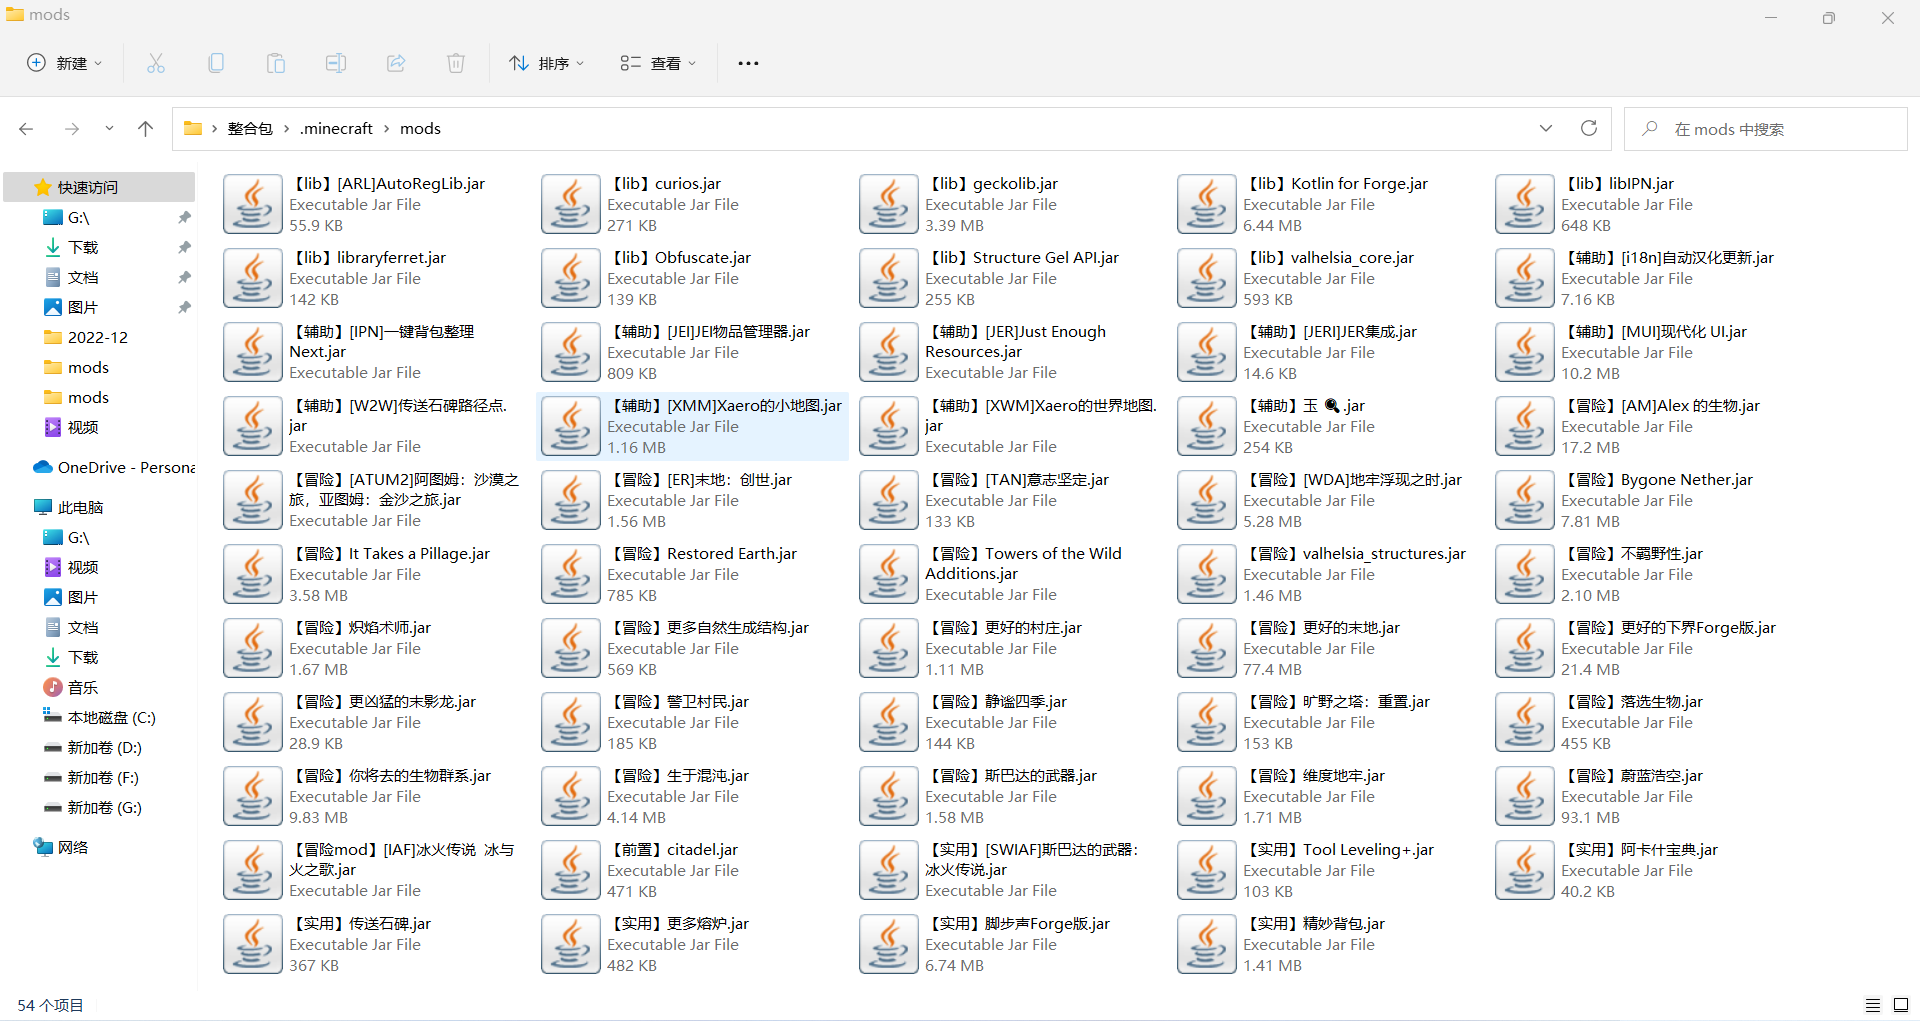 mods
新建
排序
查看
整合包 › .minecraft › mods
在 mods 中搜索
快速访问
G:\
下载
文档
图片
2022-12
mods
mods
视频
OneDrive - Persona
此电脑
G:\
视频
图片
文档
下载
音乐
本地磁盘 (C:)
新加卷 (D:)
新加卷 (F:)
新加卷 (G:)
网络
【lib】[ARL]AutoRegLib.jar
Executable Jar File
55.9 KB
【lib】curios.jar
Executable Jar File
271 KB
【lib】geckolib.jar
Executable Jar File
3.39 MB
【lib】Kotlin for Forge.jar
Executable Jar File
6.44 MB
【lib】libIPN.jar
Executable Jar File
648 KB
【lib】libraryferret.jar
Executable Jar File
142 KB
【lib】Obfuscate.jar
Executable Jar File
139 KB
【lib】Structure Gel API.jar
Executable Jar File
255 KB
【lib】valhelsia_core.jar
Executable Jar File
593 KB
【辅助】[i18n]自动汉化更新.jar
Executable Jar File
7.16 KB
【辅助】[IPN]一键背包整理
Next.jar
Executable Jar File
【辅助】[JEI]JEI物品管理器.jar
Executable Jar File
809 KB
【辅助】[JER]Just Enough
Resources.jar
Executable Jar File
【辅助】[JERI]JER集成.jar
Executable Jar File
14.6 KB
【辅助】[MUI]现代化 UI.jar
Executable Jar File
10.2 MB
【辅助】[W2W]传送石碑路径点.
jar
Executable Jar File
【辅助】[XMM]Xaero的小地图.jar
Executable Jar File
1.16 MB
【辅助】[XWM]Xaero的世界地图.
jar
Executable Jar File
【辅助】玉 🔍.jar
Executable Jar File
254 KB
【冒险】[AM]Alex 的生物.jar
Executable Jar File
17.2 MB
【冒险】[ATUM2]阿图姆：沙漠之
旅，亚图姆：金沙之旅.jar
Executable Jar File
【冒险】[ER]末地：创世.jar
Executable Jar File
1.56 MB
【冒险】[TAN]意志坚定.jar
Executable Jar File
133 KB
【冒险】[WDA]地牢浮现之时.jar
Executable Jar File
5.28 MB
【冒险】Bygone Nether.jar
Executable Jar File
7.81 MB
【冒险】It Takes a Pillage.jar
Executable Jar File
3.58 MB
【冒险】Restored Earth.jar
Executable Jar File
785 KB
【冒险】Towers of the Wild
Additions.jar
Executable Jar File
【冒险】valhelsia_structures.jar
Executable Jar File
1.46 MB
【冒险】不羁野性.jar
Executable Jar File
2.10 MB
【冒险】炽焰术师.jar
Executable Jar File
1.67 MB
【冒险】更多自然生成结构.jar
Executable Jar File
569 KB
【冒险】更好的村庄.jar
Executable Jar File
1.11 MB
【冒险】更好的末地.jar
Executable Jar File
77.4 MB
【冒险】更好的下界Forge版.jar
Executable Jar File
21.4 MB
【冒险】更凶猛的末影龙.jar
Executable Jar File
28.9 KB
【冒险】警卫村民.jar
Executable Jar File
185 KB
【冒险】静谧四季.jar
Executable Jar File
144 KB
【冒险】旷野之塔：重置.jar
Executable Jar File
153 KB
【冒险】落选生物.jar
Executable Jar File
455 KB
【冒险】你将去的生物群系.jar
Executable Jar File
9.83 MB
【冒险】生于混沌.jar
Executable Jar File
4.14 MB
【冒险】斯巴达的武器.jar
Executable Jar File
1.58 MB
【冒险】维度地牢.jar
Executable Jar File
1.71 MB
【冒险】蔚蓝浩空.jar
Executable Jar File
93.1 MB
【冒险mod】[IAF]冰火传说 冰与
火之歌.jar
Executable Jar File
【前置】citadel.jar
Executable Jar File
471 KB
【实用】[SWIAF]斯巴达的武器：
冰火传说.jar
Executable Jar File
【实用】Tool Leveling+.jar
Executable Jar File
103 KB
【实用】阿卡什宝典.jar
Executable Jar File
40.2 KB
【实用】传送石碑.jar
Executable Jar File
367 KB
【实用】更多熔炉.jar
Executable Jar File
482 KB
【实用】脚步声Forge版.jar
Executable Jar File
6.74 MB
【实用】精妙背包.jar
Executable Jar File
1.41 MB
54 个项目